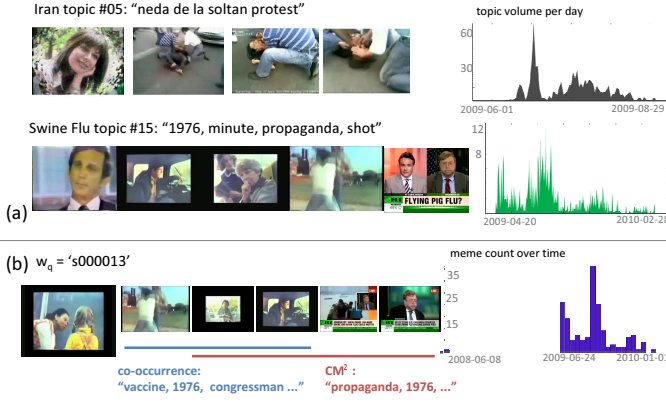 Iran topic #05: “neda de la soltan protest”
topic volume per day
60
30
2009-06-01 2009-08-29
Swine Flu topic #15: “1976, minute, propaganda, shot”
12
8
FLYING PIG FLU?
2009-04-20 2010-02-28
(a)
(b) w_q = ‘s000013’
meme count over time
35
25
15
2008-06-08 2009-06-24 2010-01-01
co-occurrence: CM² :
“vaccine, 1976, congressman ...” “propaganda, 1976, ...”